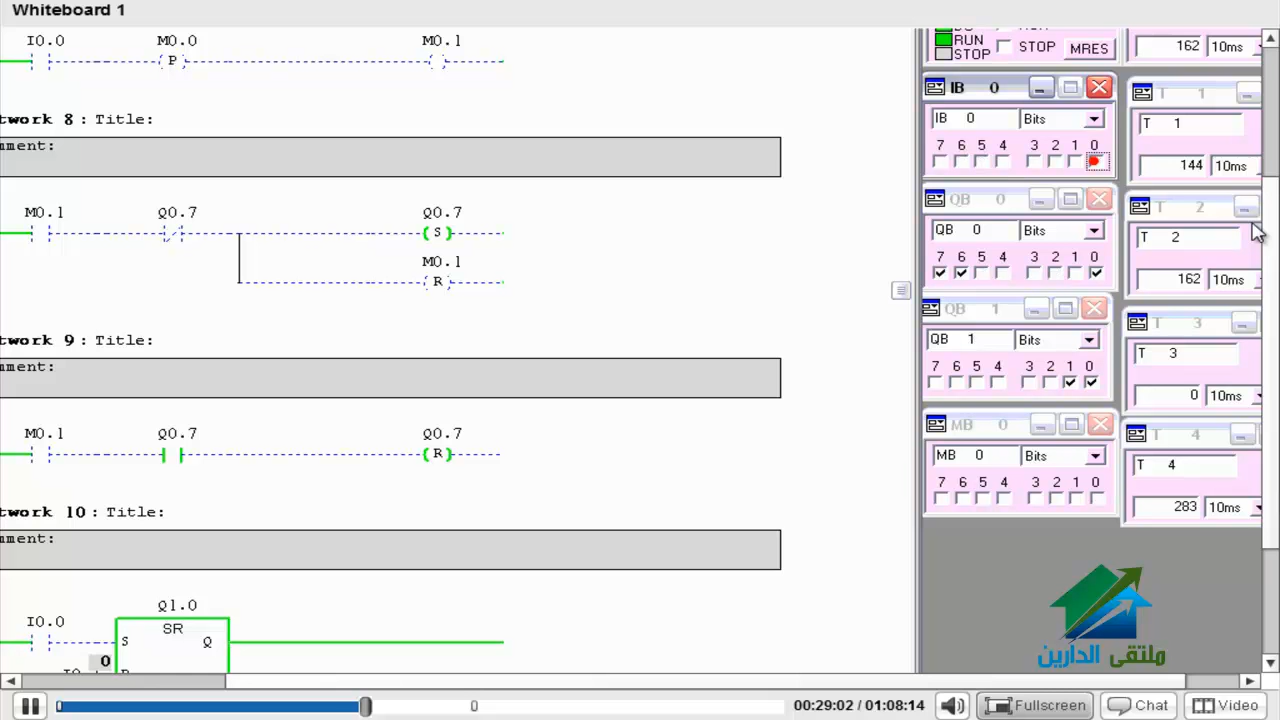 Whiteboard 1
I0.0 M0.0 M0.1
P
twork 8 : Title:
mment:
M0.1 Q0.7 Q0.7
S
M0.1
R
twork 9 : Title:
mment:
M0.1 Q0.7 Q0.7
R
twork 10 : Title:
mment:
Q1.0
I0.0 SR
S Q
0
RUN
STOP STOP MRES
162 10ms
IB 0
IB 0 Bits
7 6 5 4 3 2 1 0
QB 0
QB 0 Bits
7 6 5 4 3 2 1 0
QB 1
QB 1 Bits
7 6 5 4 3 2 1 0
MB 0
MB 0 Bits
7 6 5 4 3 2 1 0
T 1
T 1
144 10ms
T 2
T 2
162 10ms
T 3
T 3
0 10ms
T 4
T 4
283 10ms
ملتقى الدارين
0 00:29:02 / 01:08:14 Fullscreen Chat Video